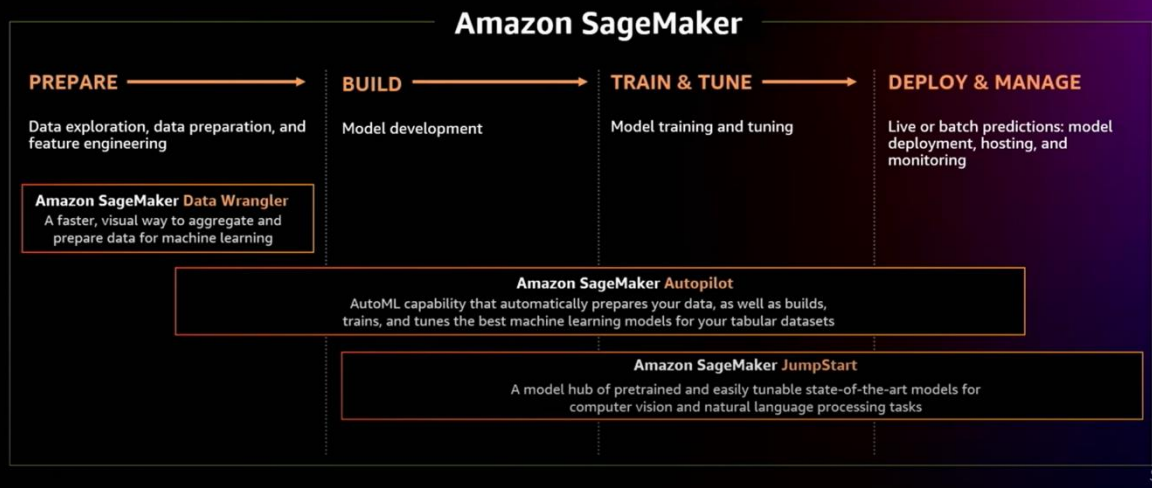 Amazon SageMaker
PREPARE
Data exploration, data preparation, and
feature engineering
BUILD
Model development
TRAIN & TUNE
Model training and tuning
DEPLOY & MANAGE
Live or batch predictions: model
deployment, hosting, and
monitoring
Amazon SageMaker Data Wrangler
A faster, visual way to aggregate and
prepare data for machine learning
Amazon SageMaker Autopilot
AutoML capability that automatically prepares your data, as well as builds,
trains, and tunes the best machine learning models for your tabular datasets
Amazon SageMaker JumpStart
A model hub of pretrained and easily tunable state-of-the-art models for
computer vision and natural language processing tasks